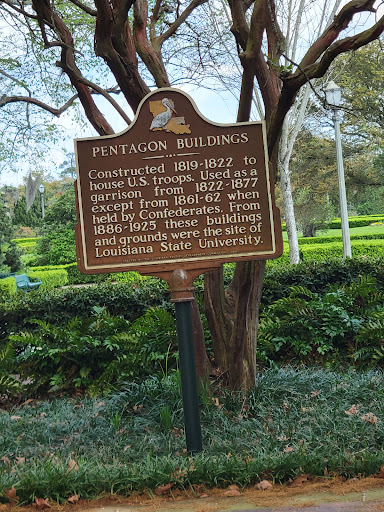 PENTAGON BUILDINGS
Constructed 1819-1822 to
house U.S. troops. Used as a
garrison from 1822-1877
except from 1861-62 when
held by Confederates. From
1886-1925 these buildings
and grounds were the site of
Louisiana State University.